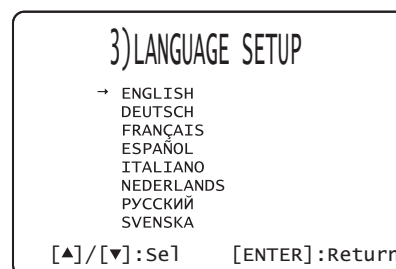 3)LANGUAGE SETUP
→ ENGLISH
DEUTSCH
FRANÇAIS
ESPAÑOL
ITALIANO
NEDERLANDS
РУССКИЙ
SVENSKA
[▲]/[▼]:Sel [ENTER]:Return